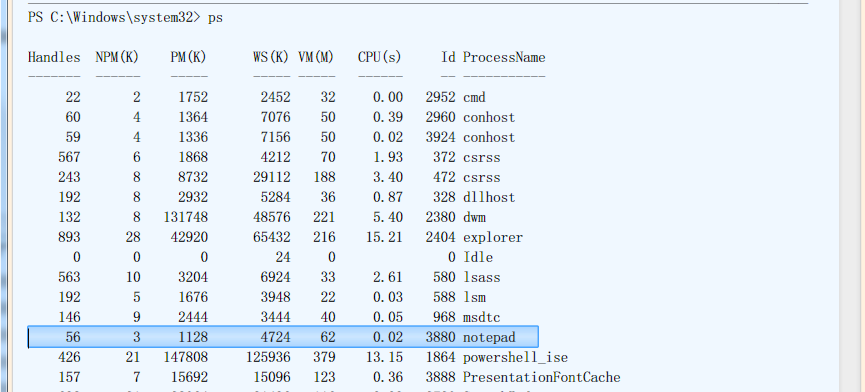 PS C:\Windows\system32> ps
Handles NPM(K) PM(K) WS(K) VM(M) CPU(s) Id ProcessName
------- ------ ----- ----- ----- ------ -- -----------
22 2 1752 2452 32 0.00 2952 cmd
60 4 1364 7076 50 0.39 2960 conhost
59 4 1336 7156 50 0.02 3924 conhost
567 6 1868 4212 70 1.93 372 csrss
243 8 8732 29112 188 3.40 472 csrss
192 8 2932 5284 36 0.87 328 dllhost
132 8 131748 48576 221 5.40 2380 dwm
893 28 42920 65432 216 15.21 2404 explorer
0 0 0 24 0 0 Idle
563 10 3204 6924 33 2.61 580 lsass
192 5 1676 3948 22 0.03 588 lsm
146 9 2444 3444 40 0.05 968 msdtc
56 3 1128 4724 62 0.02 3880 notepad
426 21 147808 125936 379 13.15 1864 powershell_ise
157 7 15692 15096 123 0.36 3888 PresentationFontCache